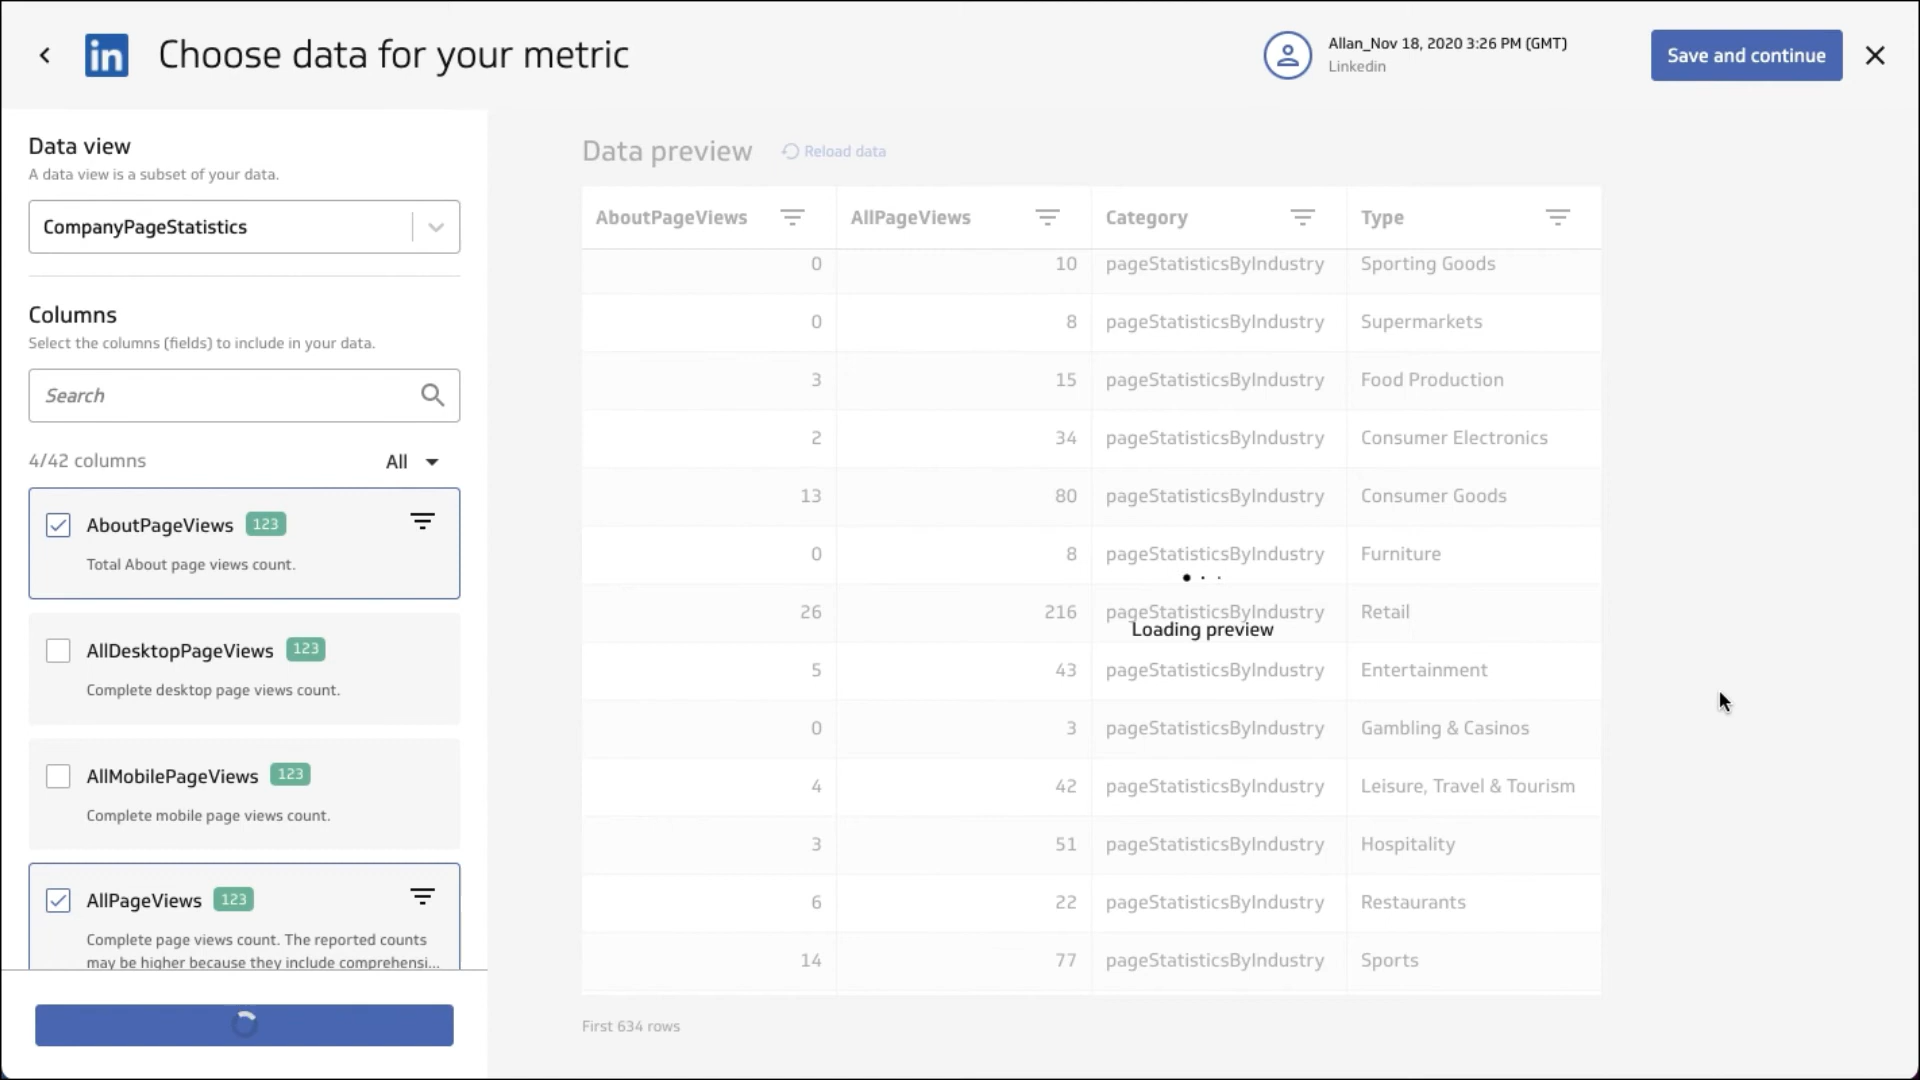 in Choose data for your metric
Allan_Nov 18, 2020 3:26 PM (GMT)
Linkedin
Save and continue
Data view
A data view is a subset of your data.
CompanyPageStatistics
Columns
Select the columns (fields) to include in your data.
Search
4/42 columns All
AboutPageViews 123
Total About page views count.
AllDesktopPageViews 123
Complete desktop page views count.
AllMobilePageViews 123
Complete mobile page views count.
AllPageViews 123
Complete page views count. The reported counts
may be higher because they include comprehensi...
Data preview Reload data
AboutPageViews AllPageViews Category Type
0 10 pageStatisticsByIndustry Sporting Goods
0 8 pageStatisticsByIndustry Supermarkets
3 15 pageStatisticsByIndustry Food Production
2 34 pageStatisticsByIndustry Consumer Electronics
13 80 pageStatisticsByIndustry Consumer Goods
0 8 pageStatisticsByIndustry Furniture
26 216 pageStatisticsByIndustry Retail
Loading preview
5 43 pageStatisticsByIndustry Entertainment
0 3 pageStatisticsByIndustry Gambling & Casinos
4 42 pageStatisticsByIndustry Leisure, Travel & Tourism
3 51 pageStatisticsByIndustry Hospitality
6 22 pageStatisticsByIndustry Restaurants
14 77 pageStatisticsByIndustry Sports
First 634 rows